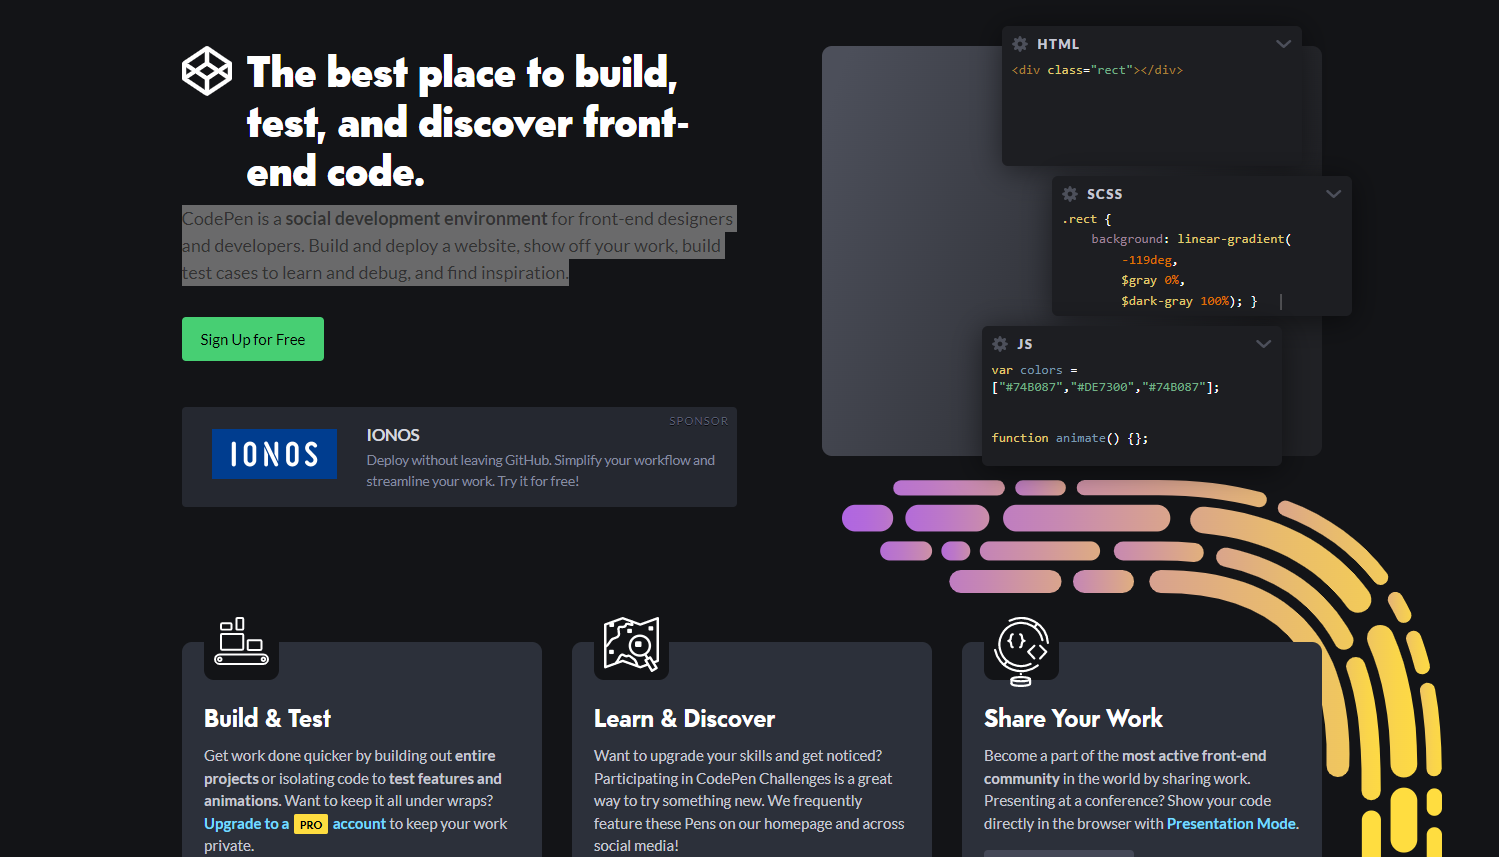 The best place to build,
test, and discover front-
end code.
CodePen is a social development environment for front-end designers
and developers. Build and deploy a website, show off your work, build
test cases to learn and debug, and find inspiration.
Sign Up for Free
SPONSOR
IONOS
IONOS
Deploy without leaving GitHub. Simplify your workflow and
streamline your work. Try it for free!
HTML
<div class="rect"></div>
SCSS
.rect {
background: linear-gradient(
-119deg,
$gray 0%,
$dark-gray 100%); }
JS
var colors =
["#74B087","#DE7300","#74B087"];
function animate() {};
Build & Test
Get work done quicker by building out entire
projects or isolating code to test features and
animations. Want to keep it all under wraps?
Upgrade to a PRO account to keep your work
private.
Learn & Discover
Want to upgrade your skills and get noticed?
Participating in CodePen Challenges is a great
way to try something new. We frequently
feature these Pens on our homepage and across
social media!
Share Your Work
Become a part of the most active front-end
community in the world by sharing work.
Presenting at a conference? Show your code
directly in the browser with Presentation Mode.